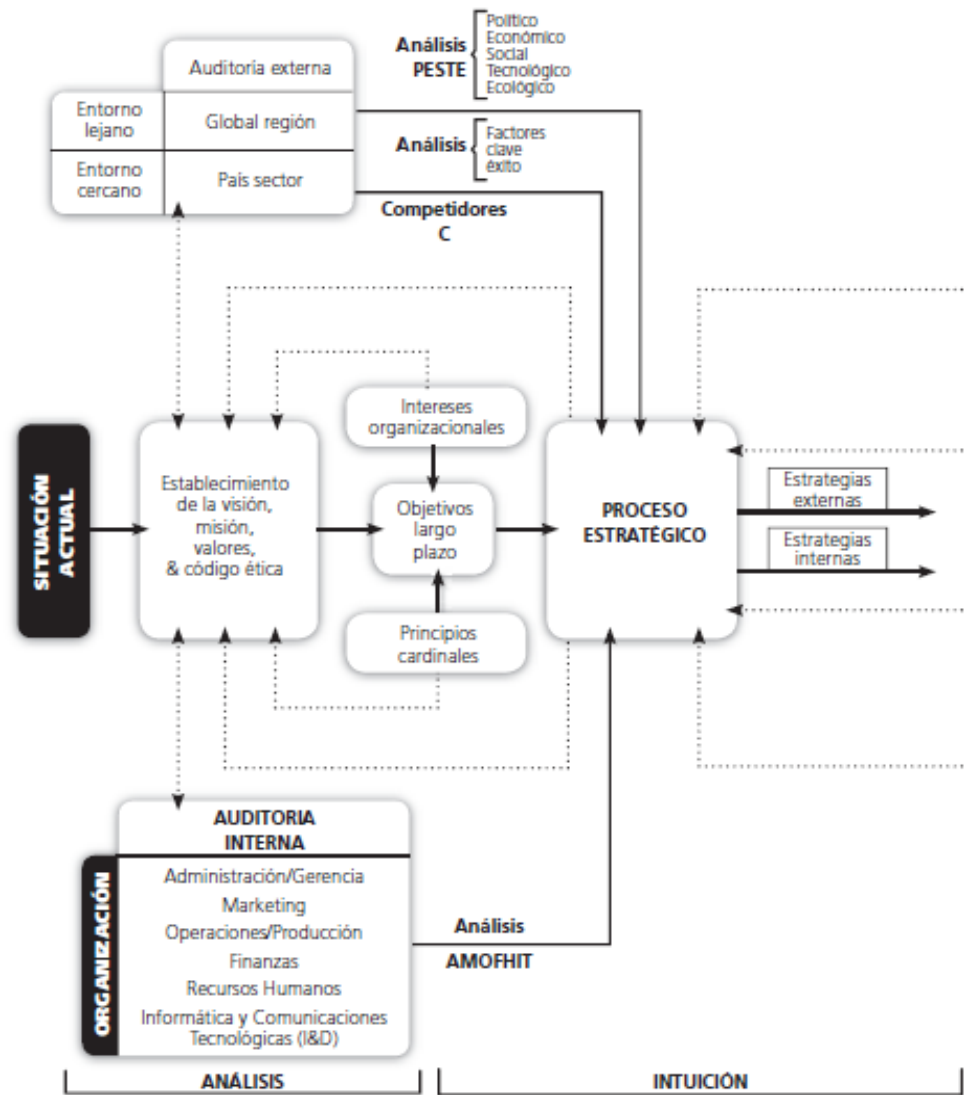 Auditoría externa
Entorno
lejano
Global región
Entorno
cercano
País sector
Análisis
PESTE
Político
Económico
Social
Tecnológico
Ecológico
Análisis
Factores
clave
éxito
Competidores
C
SITUACIÓN
ACTUAL
Establecimiento
de la visión,
misión,
valores,
& código ética
Intereses
organizacionales
Objetivos
largo
plazo
Principios
cardinales
PROCESO
ESTRATÉGICO
Estrategias
externas
Estrategias
internas
ORGANIZACIÓN
AUDITORIA
INTERNA
Administración/Gerencia
Marketing
Operaciones/Producción
Finanzas
Recursos Humanos
Informática y Comunicaciones
Tecnológicas (I&D)
Análisis
AMOFHIT
ANÁLISIS
INTUICIÓN